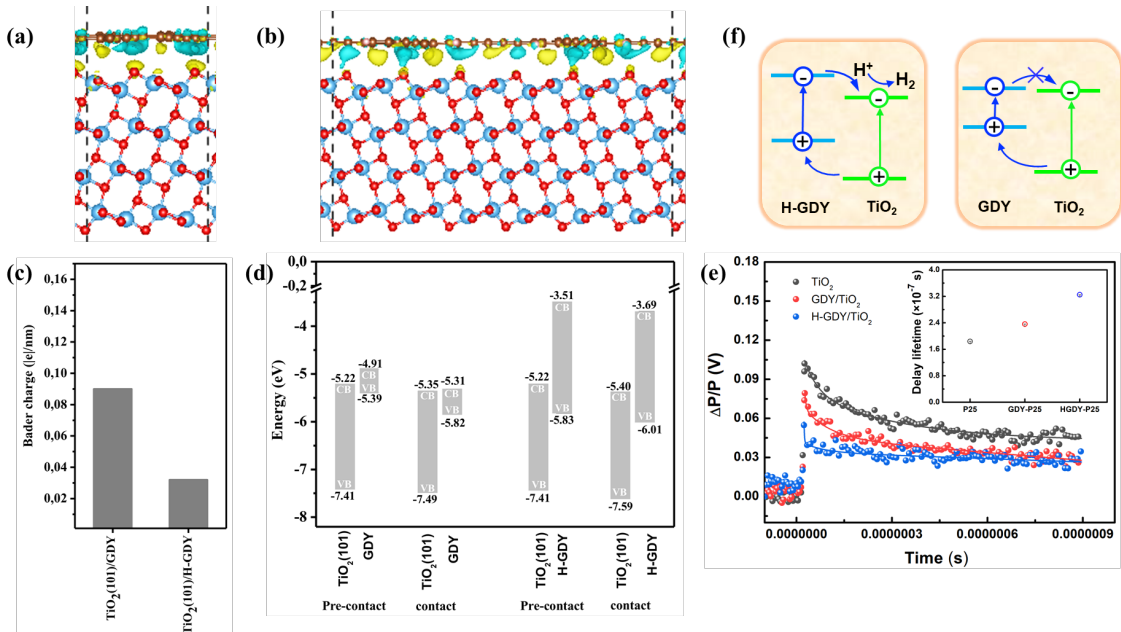 (a)
(b)
(f)
- H⁺ H₂
-
+
+
H-GDY TiO₂
- -
+
+
GDY TiO₂
(c)
Bader charge (|e|/nm)
0,16
0,14
0,12
0,10
0,08
0,06
0,04
0,02
TiO₂(101)/GDY
TiO₂(101)/H-GDY
(d)
Energy (eV)
0,0
-0,2
-4
-5
-6
-7
-8
-5.22
CB
VB
-7.41
-4.91
CB
VB
-5.39
-5.35
CB
VB
-7.49
-5.31
CB
VB
-5.82
-5.22
CB
VB
-7.41
-3.51
CB
VB
-5.83
-5.40
CB
VB
-7.59
-3.69
CB
VB
-6.01
TiO₂(101)
GDY
TiO₂(101)
GDY
TiO₂(101)
H-GDY
TiO₂(101)
H-GDY
Pre-contact contact Pre-contact contact
(e)
ΔP/P (V)
0.18
0.15
0.12
0.09
0.06
0.03
0.00
TiO₂
GDY/TiO₂
H-GDY/TiO₂
Delay lifetime (×10⁻⁷ s)
4.0
3.2
2.4
1.6
0.8
0.0
P25 GDY-P25 HGDY-P25
0.0000000 0.0000003 0.0000006 0.0000009
Time (s)